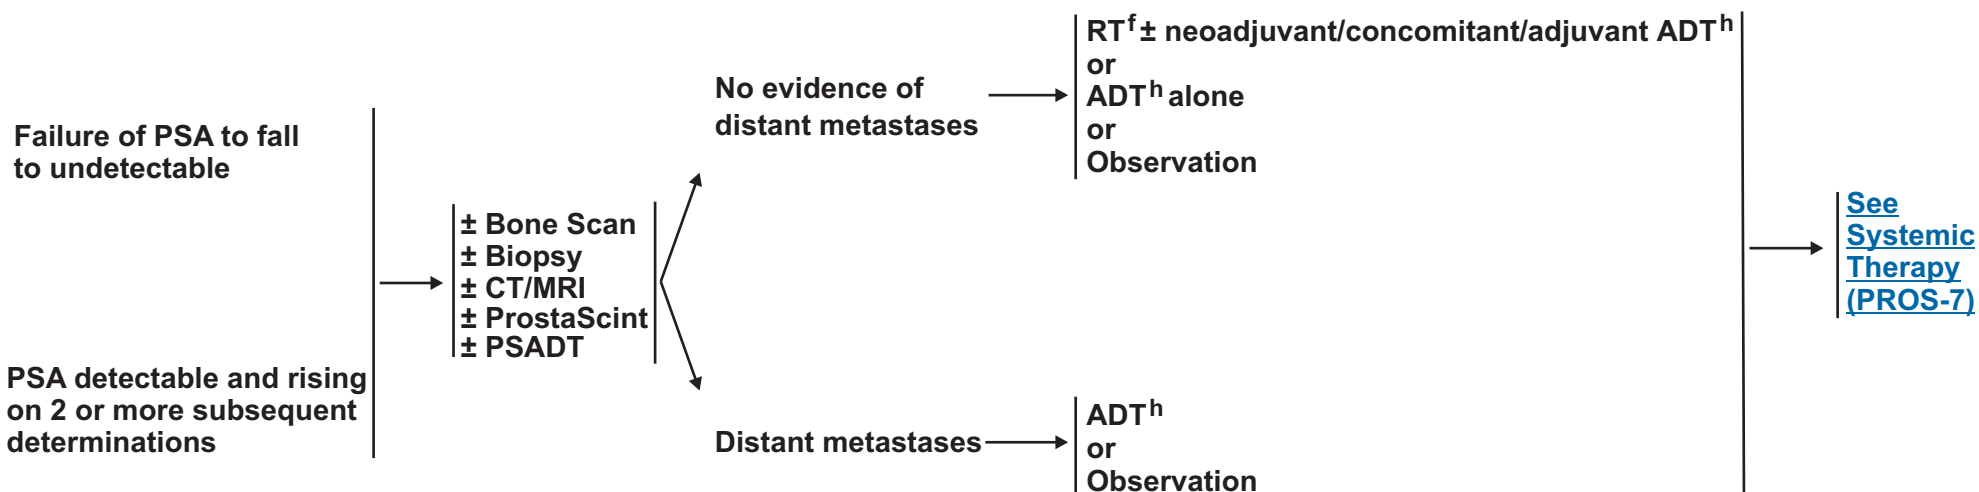 Failure of PSA to fall
to undetectable
PSA detectable and rising
on 2 or more subsequent
determinations
± Bone Scan
± Biopsy
± CT/MRI
± ProstaScint
± PSADT
No evidence of
distant metastases
RTᶠ ± neoadjuvant/concomitant/adjuvant ADTʰ
or
ADTʰ alone
or
Observation
Distant metastases
ADTʰ
or
Observation
See
Systemic
Therapy
(PROS-7)